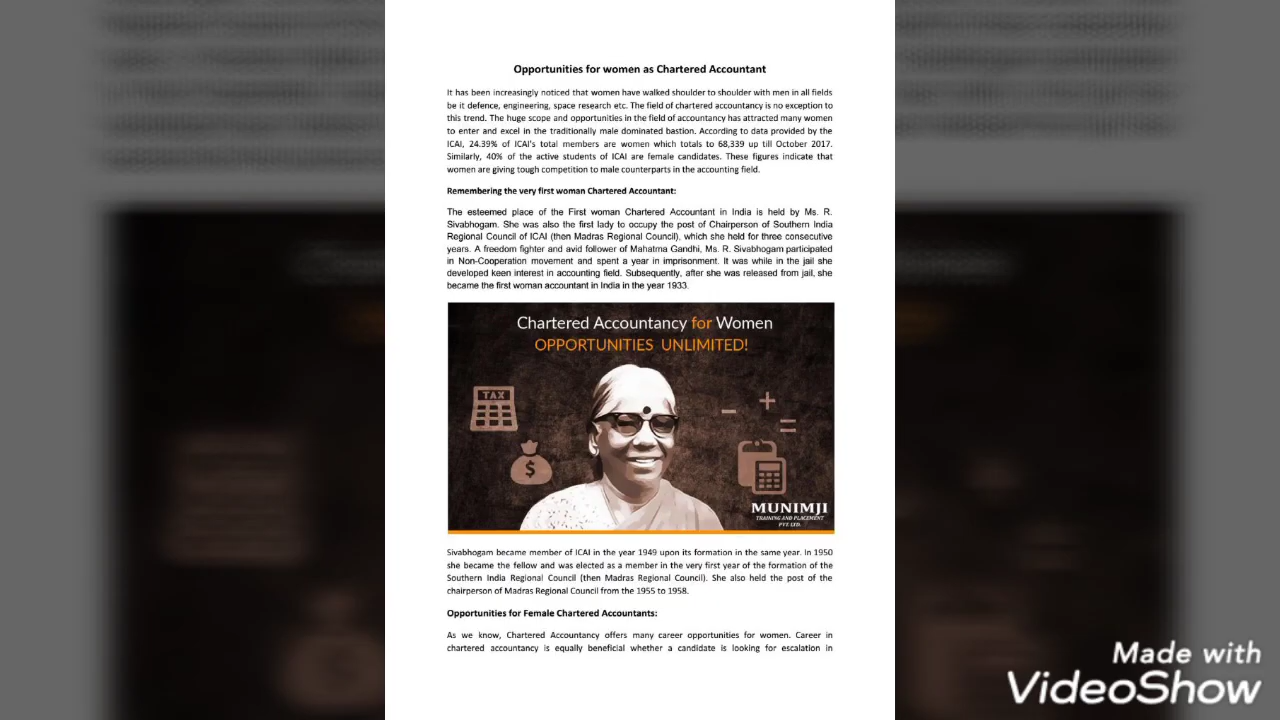 Opportunities for women as Chartered Accountant
It has been increasingly noticed that women have walked shoulder to shoulder with men in all fields
be it defence, engineering, space research etc. The field of chartered accountancy is no exception to
this trend. The huge scope and opportunities in the field of accountancy has attracted many women
to enter and excel in the traditionally male dominated bastion. According to data provided by the
ICAI, 24.39% of ICAI's total members are women which totals to 68,339 up till October 2017.
Similarly, 40% of the active students of ICAI are female candidates. These figures indicate that
women are giving tough competition to male counterparts in the accounting field.
Remembering the very first woman Chartered Accountant:
The esteemed place of the First woman Chartered Accountant in India is held by Ms. R.
Sivabhogam. She was also the first lady to occupy the post of Chairperson of Southern India
Regional Council of ICAI (then Madras Regional Council), which she held for three consecutive
years. A freedom fighter and avid follower of Mahatma Gandhi, Ms. R. Sivabhogam participated
in Non-Cooperation movement and spent a year in imprisonment. It was while in the jail she
developed keen interest in accounting field. Subsequently, after she was released from jail, she
became the first woman accountant in India in the year 1933.
Chartered Accountancy for Women
OPPORTUNITIES UNLIMITED!
TAX
$
MUNIMJI
TRAINING AND PLACEMENT
PVT LTD.
Sivabhogam became member of ICAI in the year 1949 upon its formation in the same year. In 1950
she became the fellow and was elected as a member in the very first year of the formation of the
Southern India Regional Council (then Madras Regional Council). She also held the post of the
chairperson of Madras Regional Council from the 1955 to 1958.
Opportunities for Female Chartered Accountants:
As we know, Chartered Accountancy offers many career opportunities for women. Career in
chartered accountancy is equally beneficial whether a candidate is looking for escalation in
Made with
VideoShow